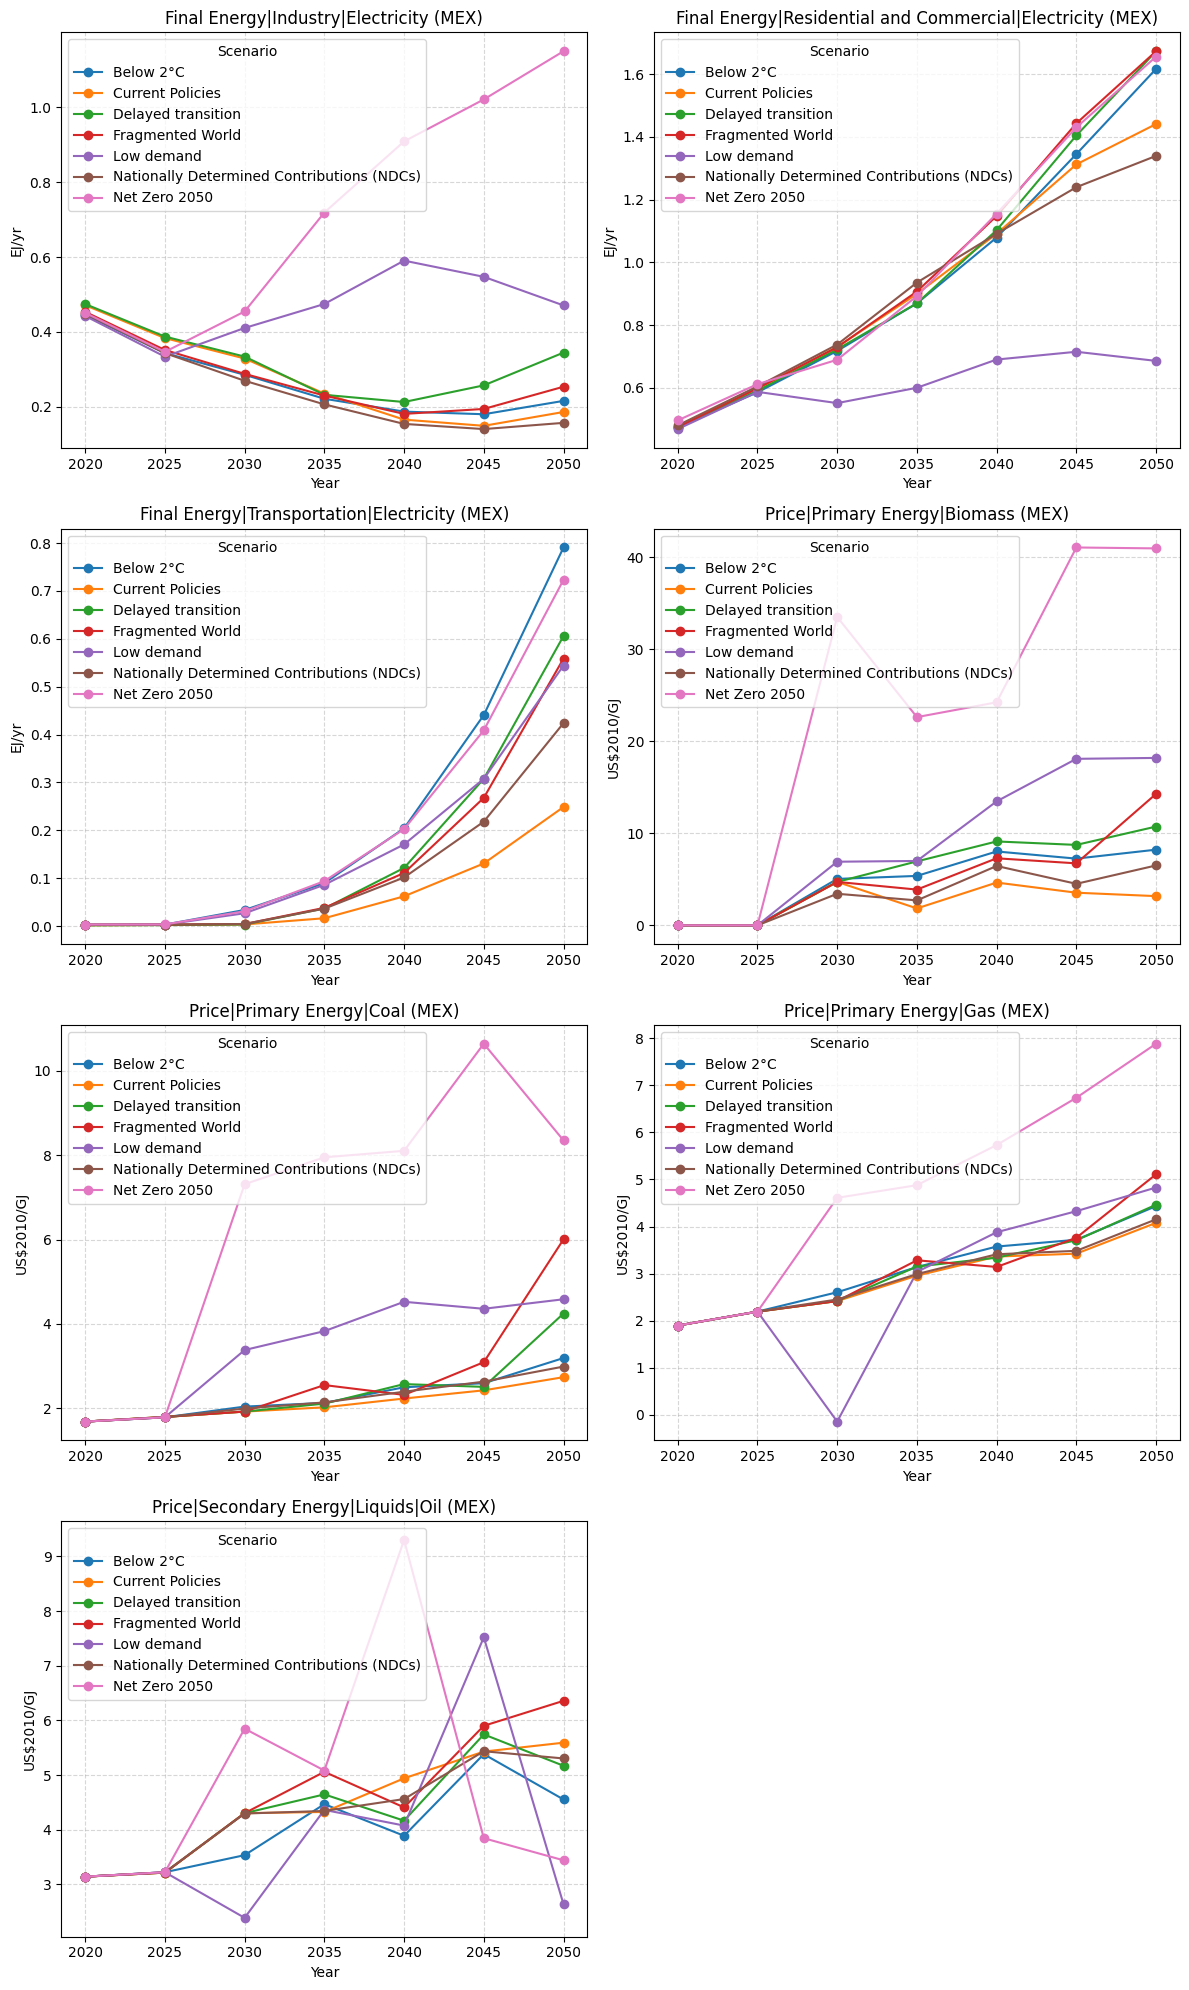 Final Energy|Industry|Electricity (MEX)
EJ/yr
1.0
0.8
0.6
0.4
0.2
Scenario
Below 2°C
Current Policies
Delayed transition
Fragmented World
Low demand
Nationally Determined Contributions (NDCs)
Net Zero 2050
2020 2025 2030 2035 2040 2045 2050
Year
Final Energy|Residential and Commercial|Electricity (MEX)
EJ/yr
1.6
1.4
1.2
1.0
0.8
0.6
Scenario
Below 2°C
Current Policies
Delayed transition
Fragmented World
Low demand
Nationally Determined Contributions (NDCs)
Net Zero 2050
2020 2025 2030 2035 2040 2045 2050
Year
Final Energy|Transportation|Electricity (MEX)
EJ/yr
0.8
0.7
0.6
0.5
0.4
0.3
0.2
0.1
0.0
Scenario
Below 2°C
Current Policies
Delayed transition
Fragmented World
Low demand
Nationally Determined Contributions (NDCs)
Net Zero 2050
2020 2025 2030 2035 2040 2045 2050
Year
Price|Primary Energy|Biomass (MEX)
US$2010/GJ
40
30
20
10
0
Scenario
Below 2°C
Current Policies
Delayed transition
Fragmented World
Low demand
Nationally Determined Contributions (NDCs)
Net Zero 2050
2020 2025 2030 2035 2040 2045 2050
Year
Price|Primary Energy|Coal (MEX)
US$2010/GJ
10
8
6
4
2
Scenario
Below 2°C
Current Policies
Delayed transition
Fragmented World
Low demand
Nationally Determined Contributions (NDCs)
Net Zero 2050
2020 2025 2030 2035 2040 2045 2050
Year
Price|Primary Energy|Gas (MEX)
US$2010/GJ
8
7
6
5
4
3
2
1
0
Scenario
Below 2°C
Current Policies
Delayed transition
Fragmented World
Low demand
Nationally Determined Contributions (NDCs)
Net Zero 2050
2020 2025 2030 2035 2040 2045 2050
Year
Price|Secondary Energy|Liquids|Oil (MEX)
US$2010/GJ
9
8
7
6
5
4
3
Scenario
Below 2°C
Current Policies
Delayed transition
Fragmented World
Low demand
Nationally Determined Contributions (NDCs)
Net Zero 2050
2020 2025 2030 2035 2040 2045 2050
Year